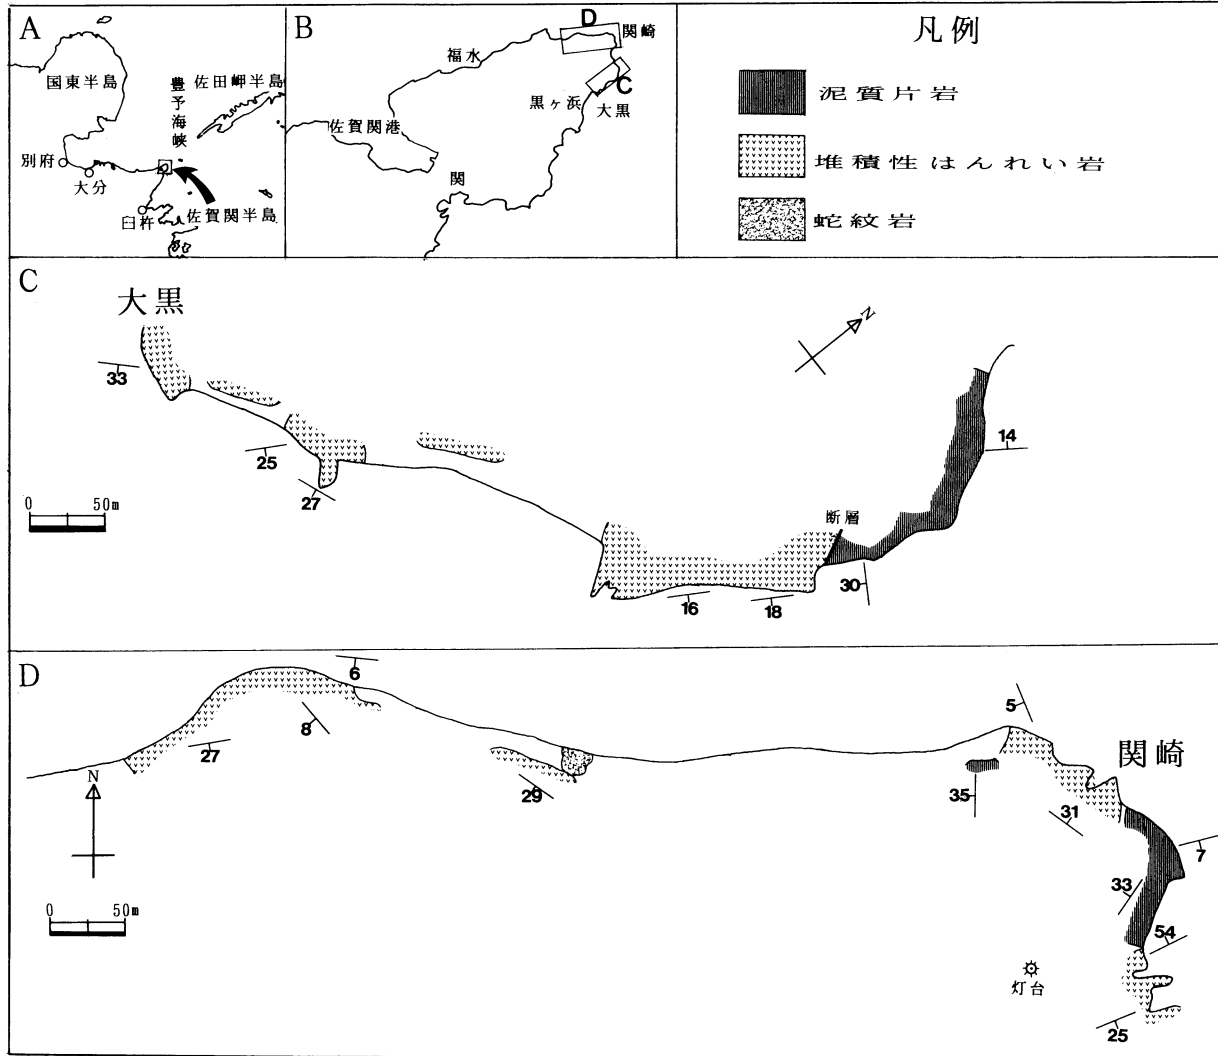 A
国東半島
豊予海峡
佐田岬半島
別府
大分
臼杵
佐賀関半島
B
D
関崎
福水
C
黒ヶ浜
大黒
佐賀関港
関
凡例
泥質片岩
堆積性はんれい岩
蛇紋岩
C
大黒
N
33
25
27
14
0 50m
断層
30
16
18
D
6
5
8
27
関崎
N
29
35
31
7
33
0 50m
54
灯台
25